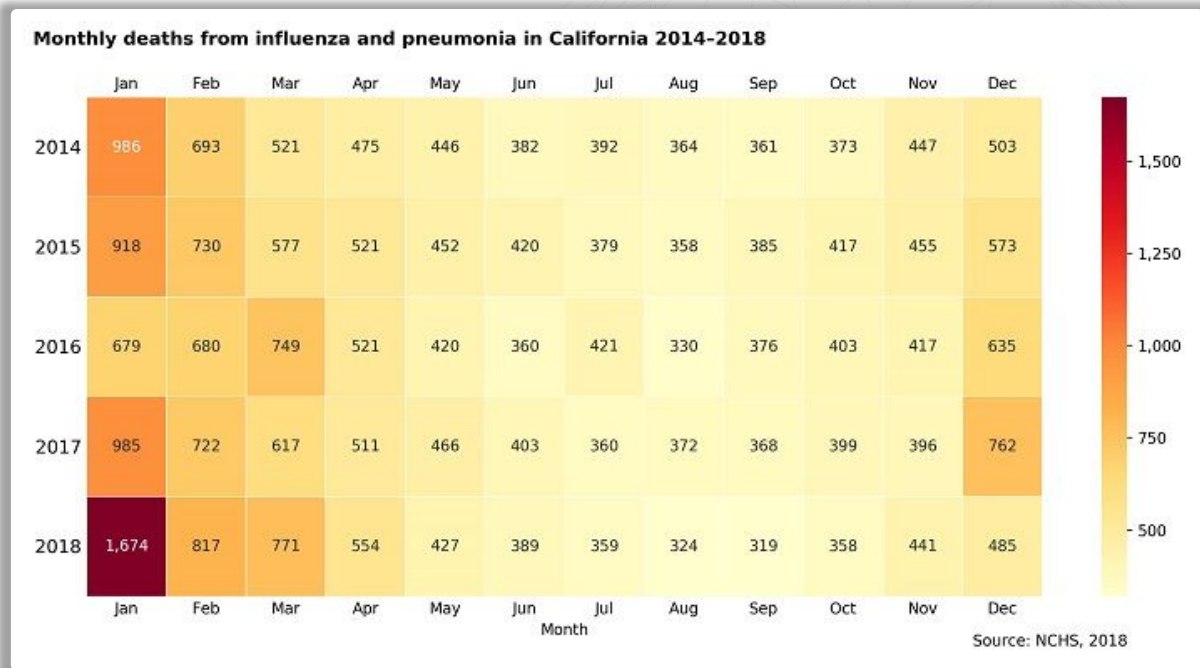 Monthly deaths from influenza and pneumonia in California 2014–2018
Jan Feb Mar Apr May Jun Jul Aug Sep Oct Nov Dec
2014 986 693 521 475 446 382 392 364 361 373 447 503
1,500
2015 918 730 577 521 452 420 379 358 385 417 455 573
1,250
2016 679 680 749 521 420 360 421 330 376 403 417 635
1,000
2017 985 722 617 511 466 403 360 372 368 399 396 762
750
2018 1,674 817 771 554 427 389 359 324 319 358 441 485
500
Jan Feb Mar Apr May Jun Jul Aug Sep Oct Nov Dec
Month
Source: NCHS, 2018